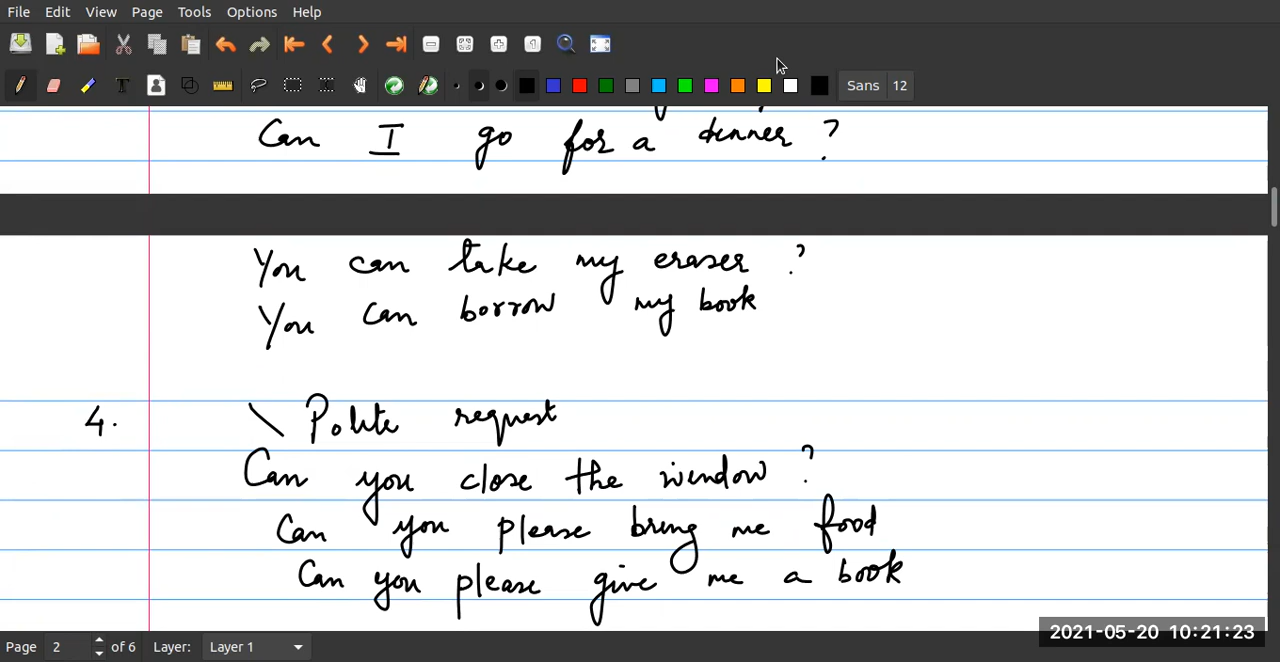 File Edit View Page Tools Options Help
Sans 12
Can I go for a dinner ?
You can take my eraser ?
You can borrow my book
4. \ Polite request
Can you close the window ?
Can you please bring me food
Can you please give me a book
2021-05-20 10:21:23
Page 2 of 6 Layer: Layer 1